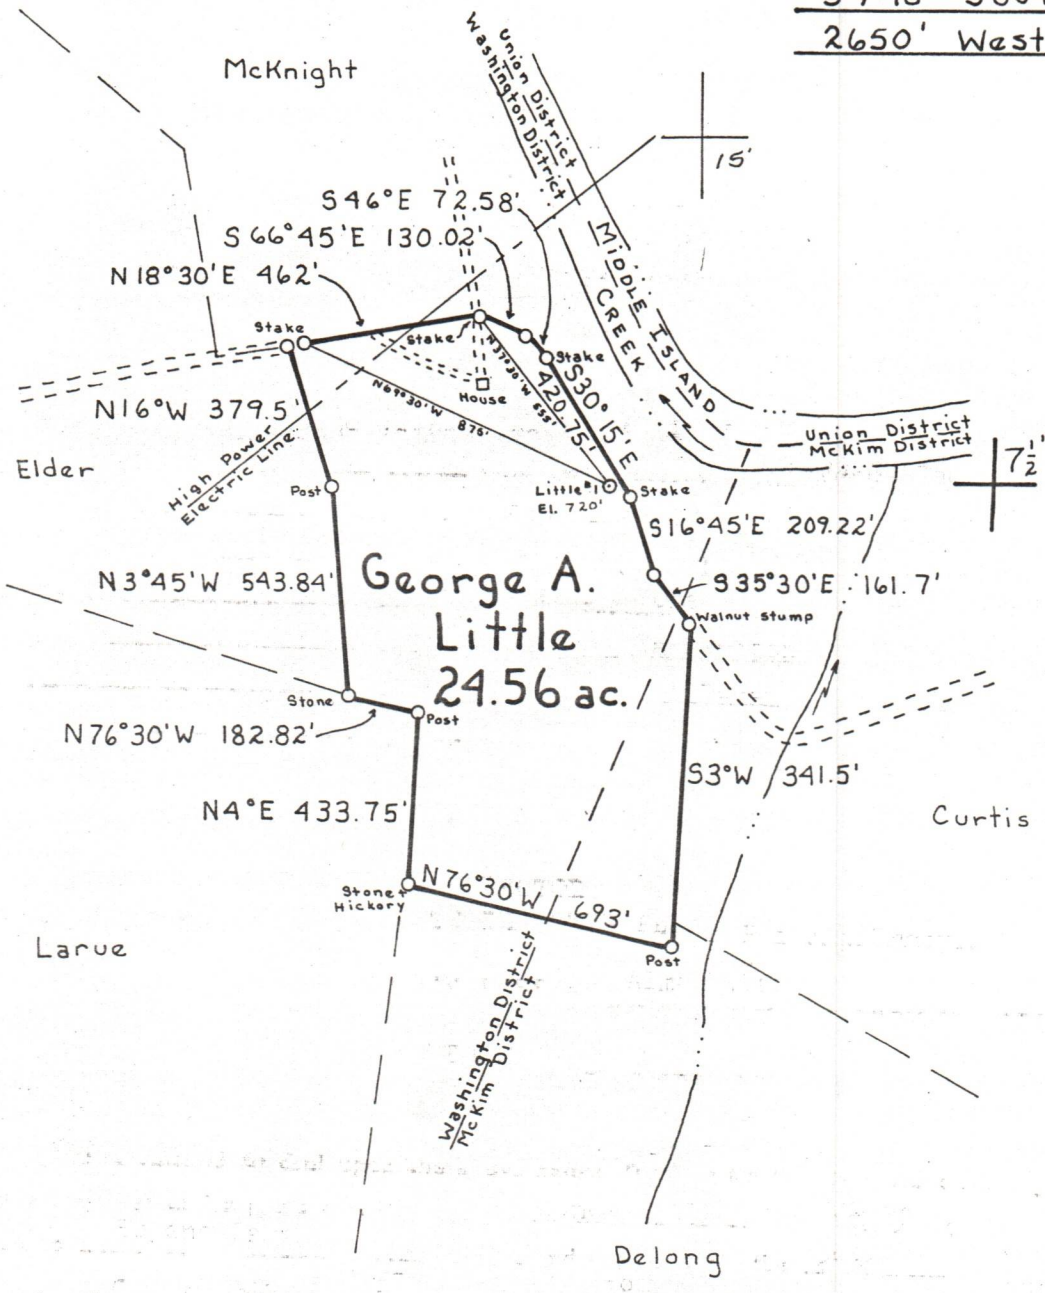 2650' West
McKnight
Union District
Washington District
15'
S46°E 72.58'
S66°45'E 130.02'
N18°30'E 462'
MIDDLE ISLAND
CREEK
Stake
Stake
Stake
House
N37°30'W 655'
S30°15'E
420.75'
N69°30'W
875'
N16°W 379.5'
High Power
Electric Line
Union District
McKim District
7½'
Elder
Post
Little #1
El. 720'
Stake
S16°45'E 209.22'
N3°45'W 543.84'
George A.
Little
24.56 ac.
S35°30'E 161.7'
Walnut Stump
Stone
Post
N76°30'W 182.82'
S3°W 341.5'
N4°E 433.75'
Curtis
Stone+
Hickory
N76°30'W 693'
Larue
Post
Washington District
McKim District
Delong